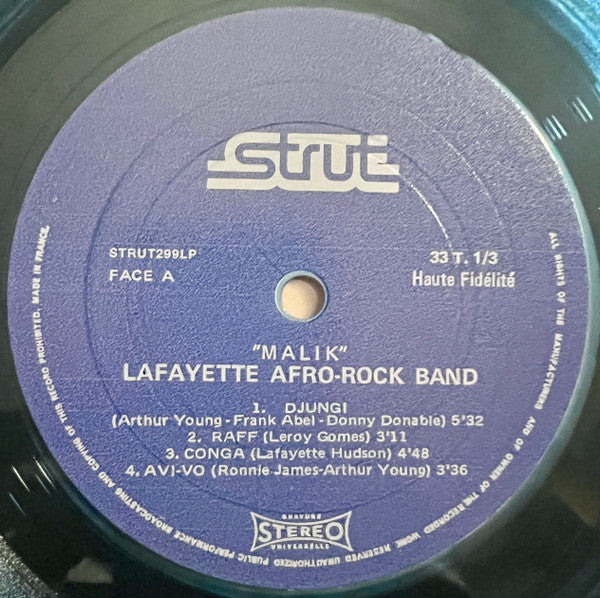 Strut
STRUT299LP
FACE A
33 T. 1/3
Haute Fidélité
"MALIK"
LAFAYETTE AFRO-ROCK BAND
1. DJUNGI
(Arthur Young-Frank Abel-Donny Donable) 5'32
2. RAFF (Leroy Gomes) 3'11
3. CONGA (Lafayette Hudson) 4'48
4. AVI-VO (Ronnie James-Arthur Young) 3'36
GRAVURE
STEREO
UNIVERSELLE
ALL RIGHTS OF THE MANUFACTURERS AND OF OWNER OF THE RECORDED WORK RESERVED UNAUTHORIZED PUBLIC PERFORMANCE BROADCASTING AND COPYING OF THIS RECORD PROHIBITED. MADE IN FRANCE.